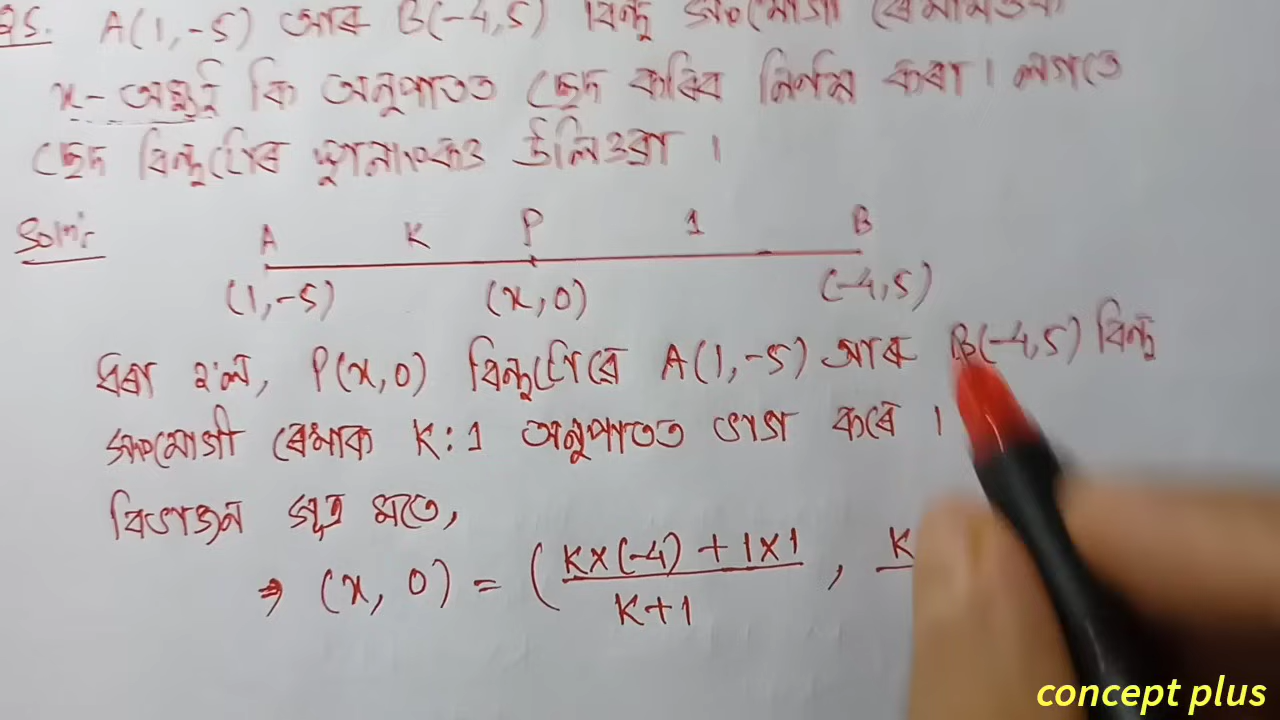 Q5. A(1,-5) আৰু B(-4,5) বিন্দু সংযোগী
x-অক্ষই কি অনুপাতত ছেদ কৰিব নিৰ্ণয় কৰা। লগতে
ছেদ বিন্দুটোৰ স্থানাংকও উলিওৱা।
Soln:
A K P 1 B
(1,-5) (x,0) (-4,5)
ধৰা হ'ল, P(x,0) বিন্দুটোৱে A(1,-5) আৰু B(-4,5) বিন্দু
সংযোগী ৰেখাক K:1 অনুপাতত ভাগ কৰে।
বিভাজন সূত্ৰ মতে,
⇒ (x, 0) = ( K×(-4) + 1×1 / K+1 , K
concept plus